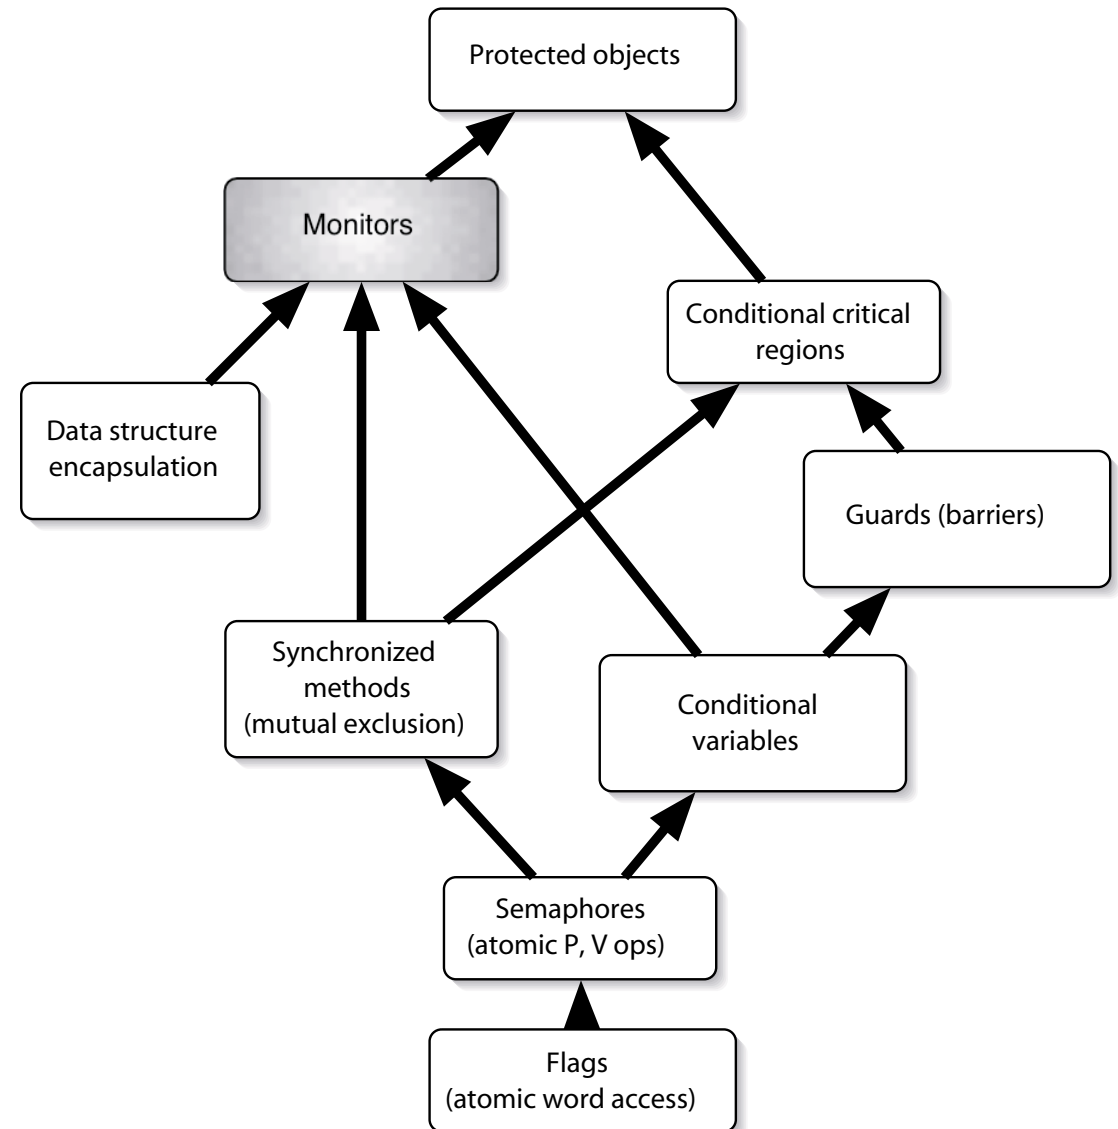 Protected objects
Monitors
Conditional critical
regions
Data structure
encapsulation
Guards (barriers)
Synchronized
methods
(mutual exclusion)
Conditional
variables
Semaphores
(atomic P, V ops)
Flags
(atomic word access)